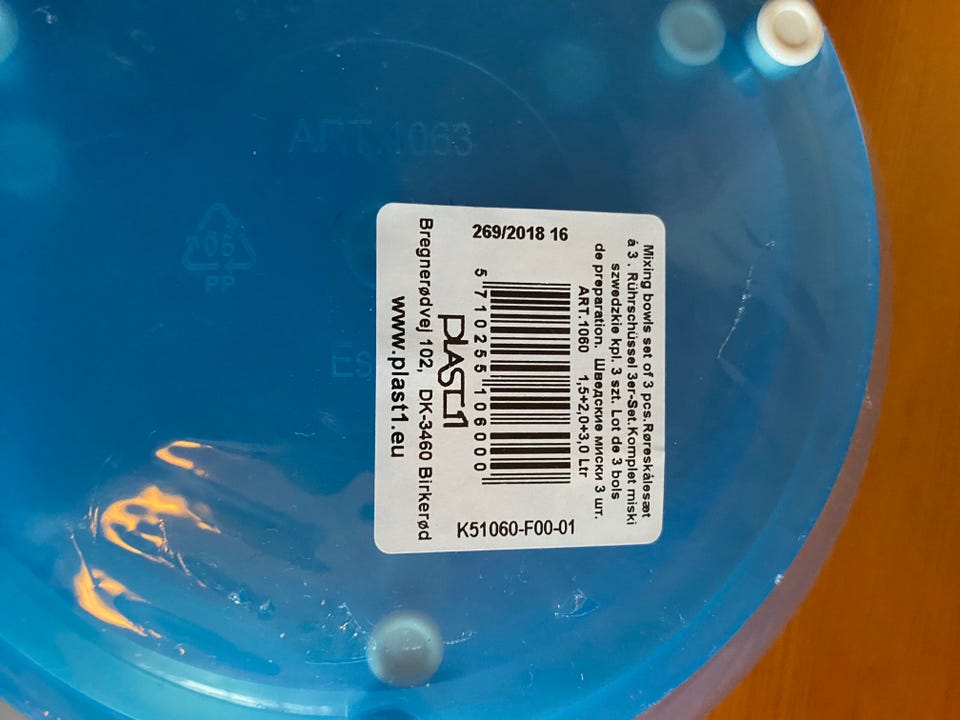 ART.1063
05
PP
Es
Mixing bowls set of 3 pcs.Røreskålesæt
à 3 . Rührschüssel 3er-Set.Komplet miski
szwedzkie kpl. 3 szt. Lot de 3 bols
de preparation. Шведские миски 3 шт.
ART.1060 1,5+2,0+3,0 Ltr
269/2018 16
5 710255 106000
K51060-F00-01
PLAST1
Bregnerødvej 102, DK-3460 Birkerød
www.plast1.eu